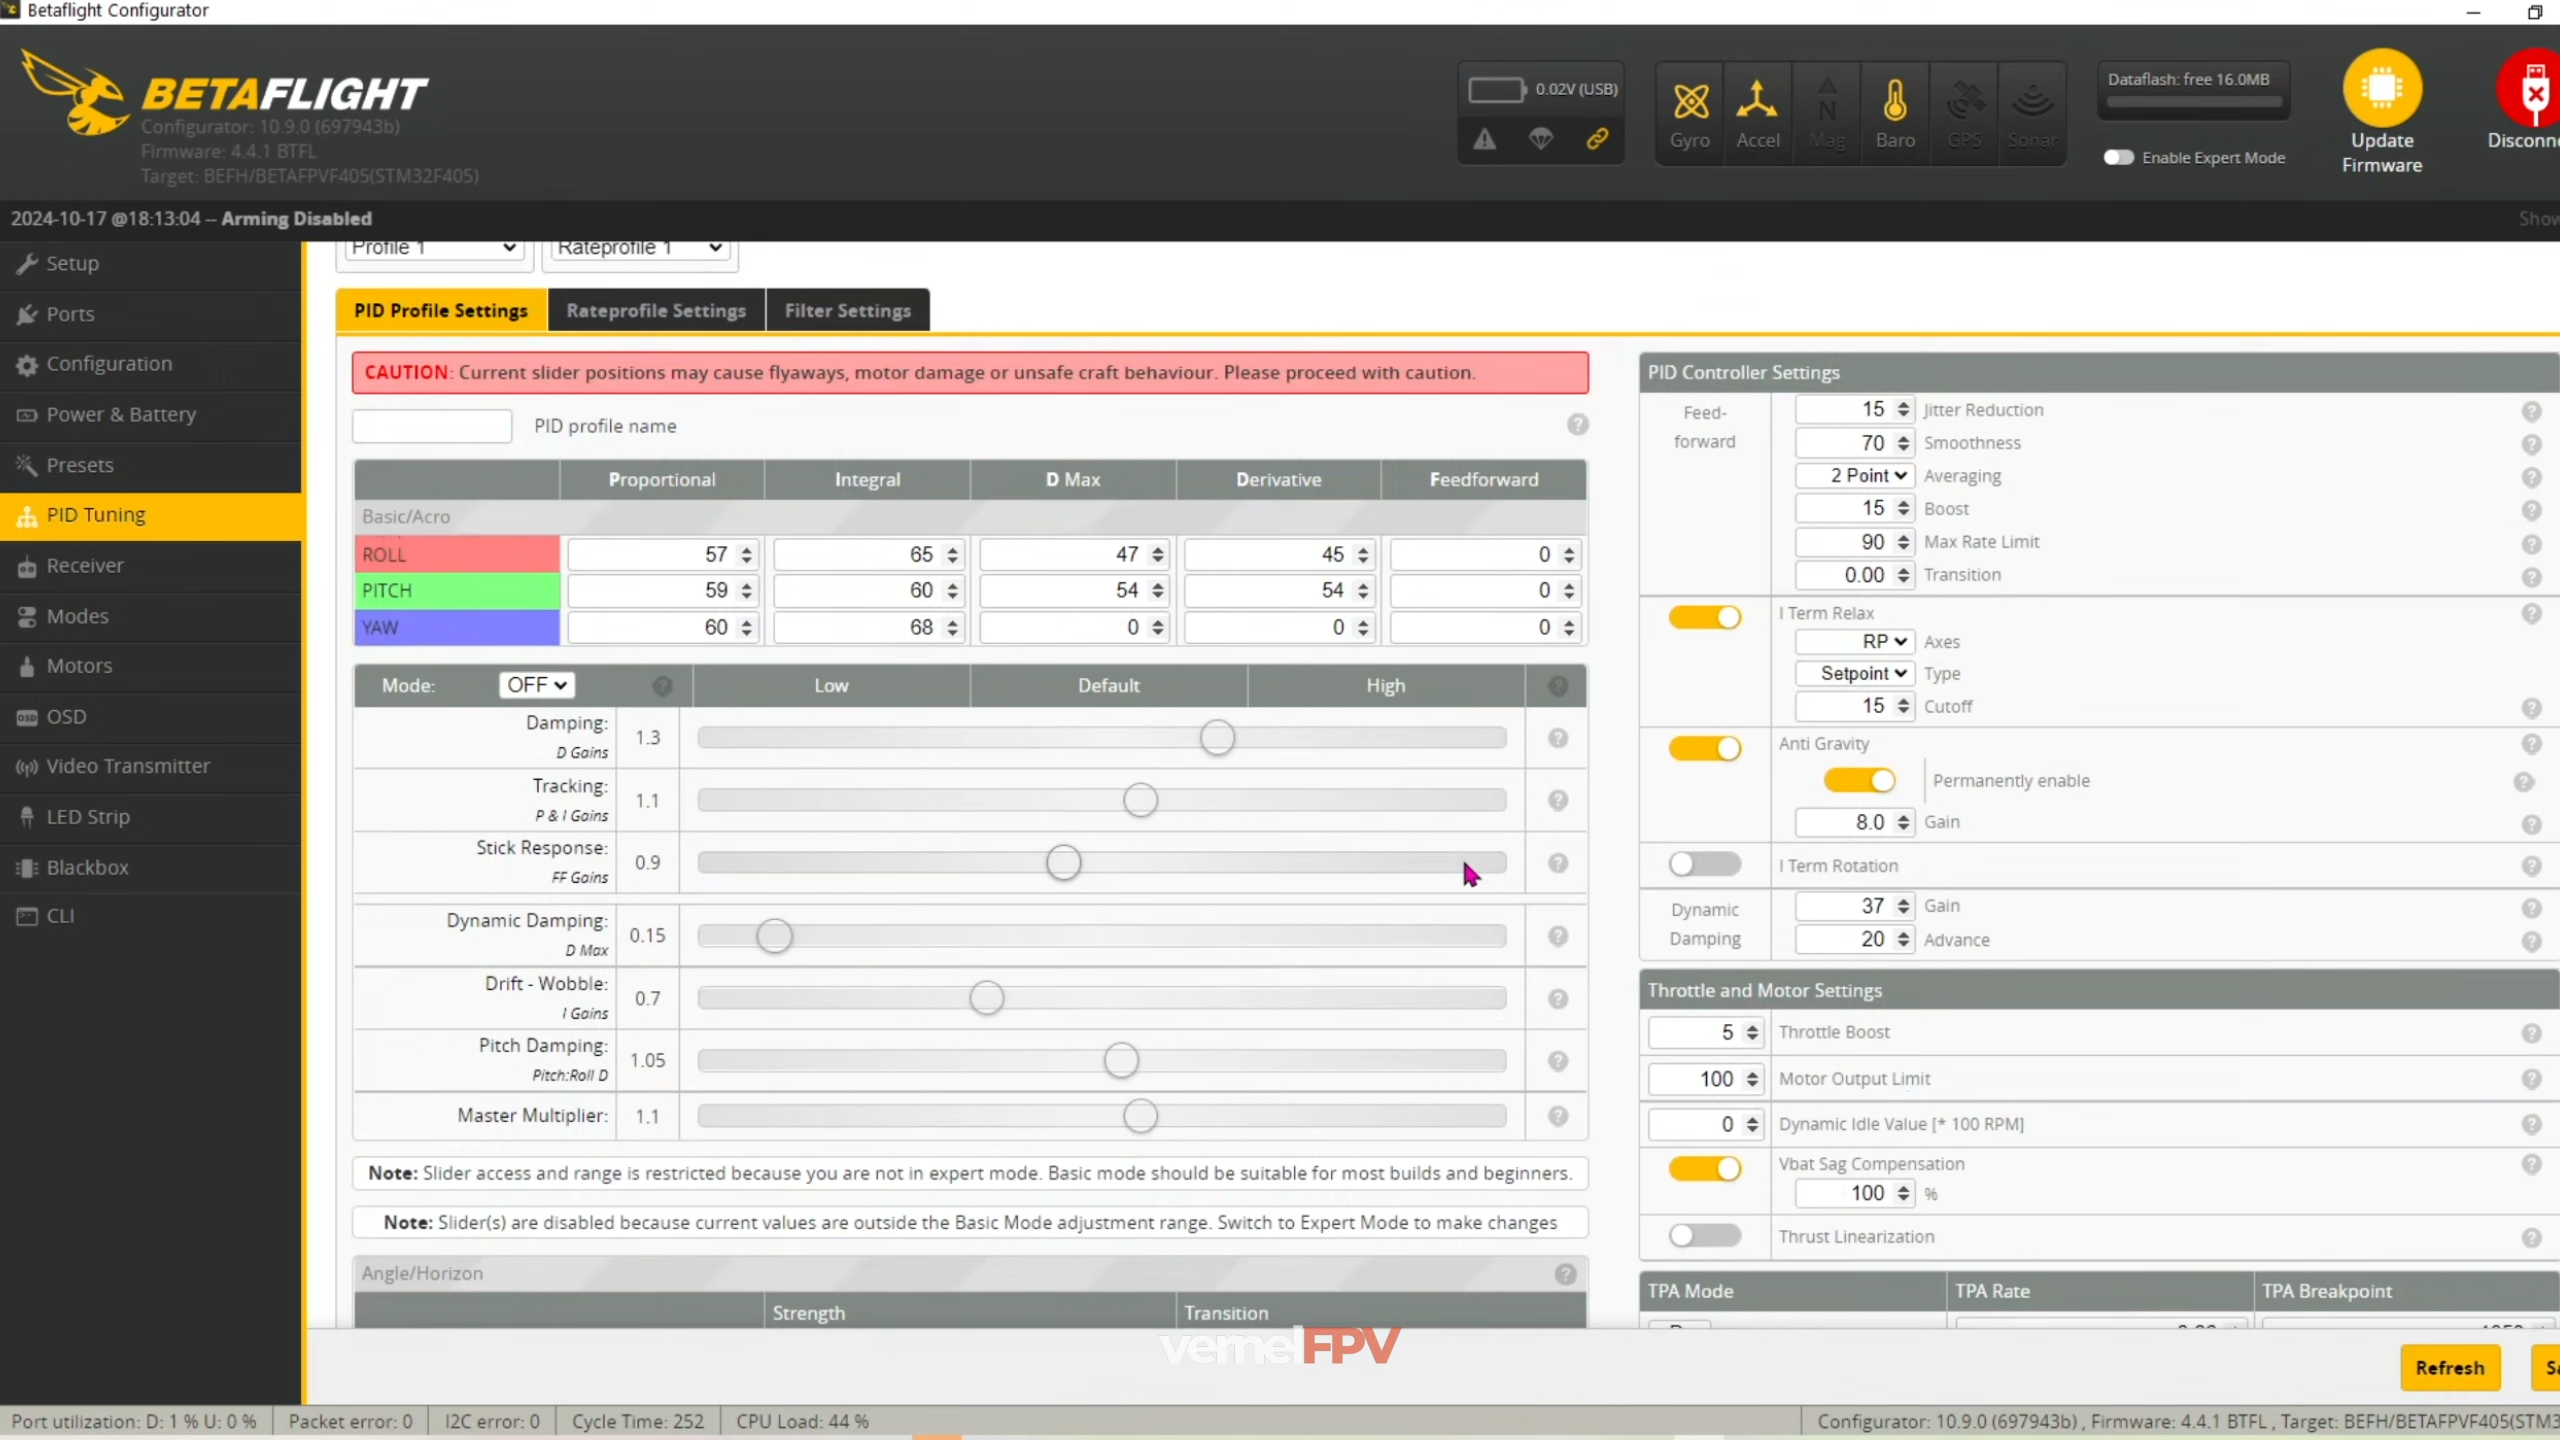 Betaflight Configurator
BETAFLIGHT
Configurator: 10.9.0 (697943b)
Firmware: 4.4.1 BTFL
Target: BEFH/BETAFPVF405(STM32F405)
0.02V (USB)
Gyro
Accel
Mag
Baro
GPS
Sonar
Dataflash: free 16.0MB
Enable Expert Mode
Update
Firmware
Disconne
2024-10-17 @18:13:04 -- Arming Disabled
Show
Setup
Ports
Configuration
Power & Battery
Presets
PID Tuning
Receiver
Modes
Motors
OSD
Video Transmitter
LED Strip
Blackbox
CLI
Profile 1
Rateprofile 1
PID Profile Settings
Rateprofile Settings
Filter Settings
CAUTION: Current slider positions may cause flyaways, motor damage or unsafe craft behaviour. Please proceed with caution.
PID profile name
Proportional Integral D Max Derivative Feedforward
Basic/Acro
ROLL 57 65 47 45 0
PITCH 59 60 54 54 0
YAW 60 68 0 0 0
Mode: OFF Low Default High
Damping:
D Gains
1.3
Tracking:
P & I Gains
1.1
Stick Response:
FF Gains
0.9
Dynamic Damping:
D Max
0.15
Drift - Wobble:
I Gains
0.7
Pitch Damping:
Pitch:Roll D
1.05
Master Multiplier: 1.1
Note: Slider access and range is restricted because you are not in expert mode. Basic mode should be suitable for most builds and beginners.
Note: Slider(s) are disabled because current values are outside the Basic Mode adjustment range. Switch to Expert Mode to make changes
Angle/Horizon
Strength Transition
PID Controller Settings
Feed-
forward
15 Jitter Reduction
70 Smoothness
2 Point Averaging
15 Boost
90 Max Rate Limit
0.00 Transition
I Term Relax
RP Axes
Setpoint Type
15 Cutoff
Anti Gravity
Permanently enable
8.0 Gain
I Term Rotation
Dynamic
Damping
37 Gain
20 Advance
Throttle and Motor Settings
5 Throttle Boost
100 Motor Output Limit
0 Dynamic Idle Value [* 100 RPM]
Vbat Sag Compensation
100 %
Thrust Linearization
TPA Mode TPA Rate TPA Breakpoint
vernelFPV
Refresh
Sa
Port utilization: D: 1 % U: 0 % Packet error: 0 I2C error: 0 Cycle Time: 252 CPU Load: 44 %
Configurator: 10.9.0 (697943b) , Firmware: 4.4.1 BTFL , Target: BEFH/BETAFPVF405(STM3